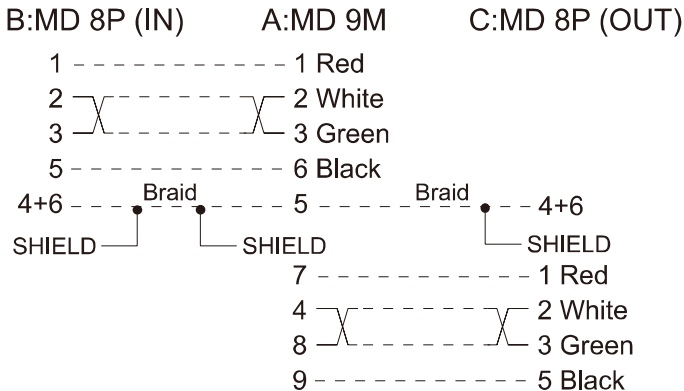 B:MD 8P (IN) A:MD 9M C:MD 8P (OUT)
1 1 Red
2 2 White
3 3 Green
5 6 Black
4+6 Braid 5 Braid 4+6
SHIELD SHIELD SHIELD
7 1 Red
4 2 White
8 3 Green
9 5 Black